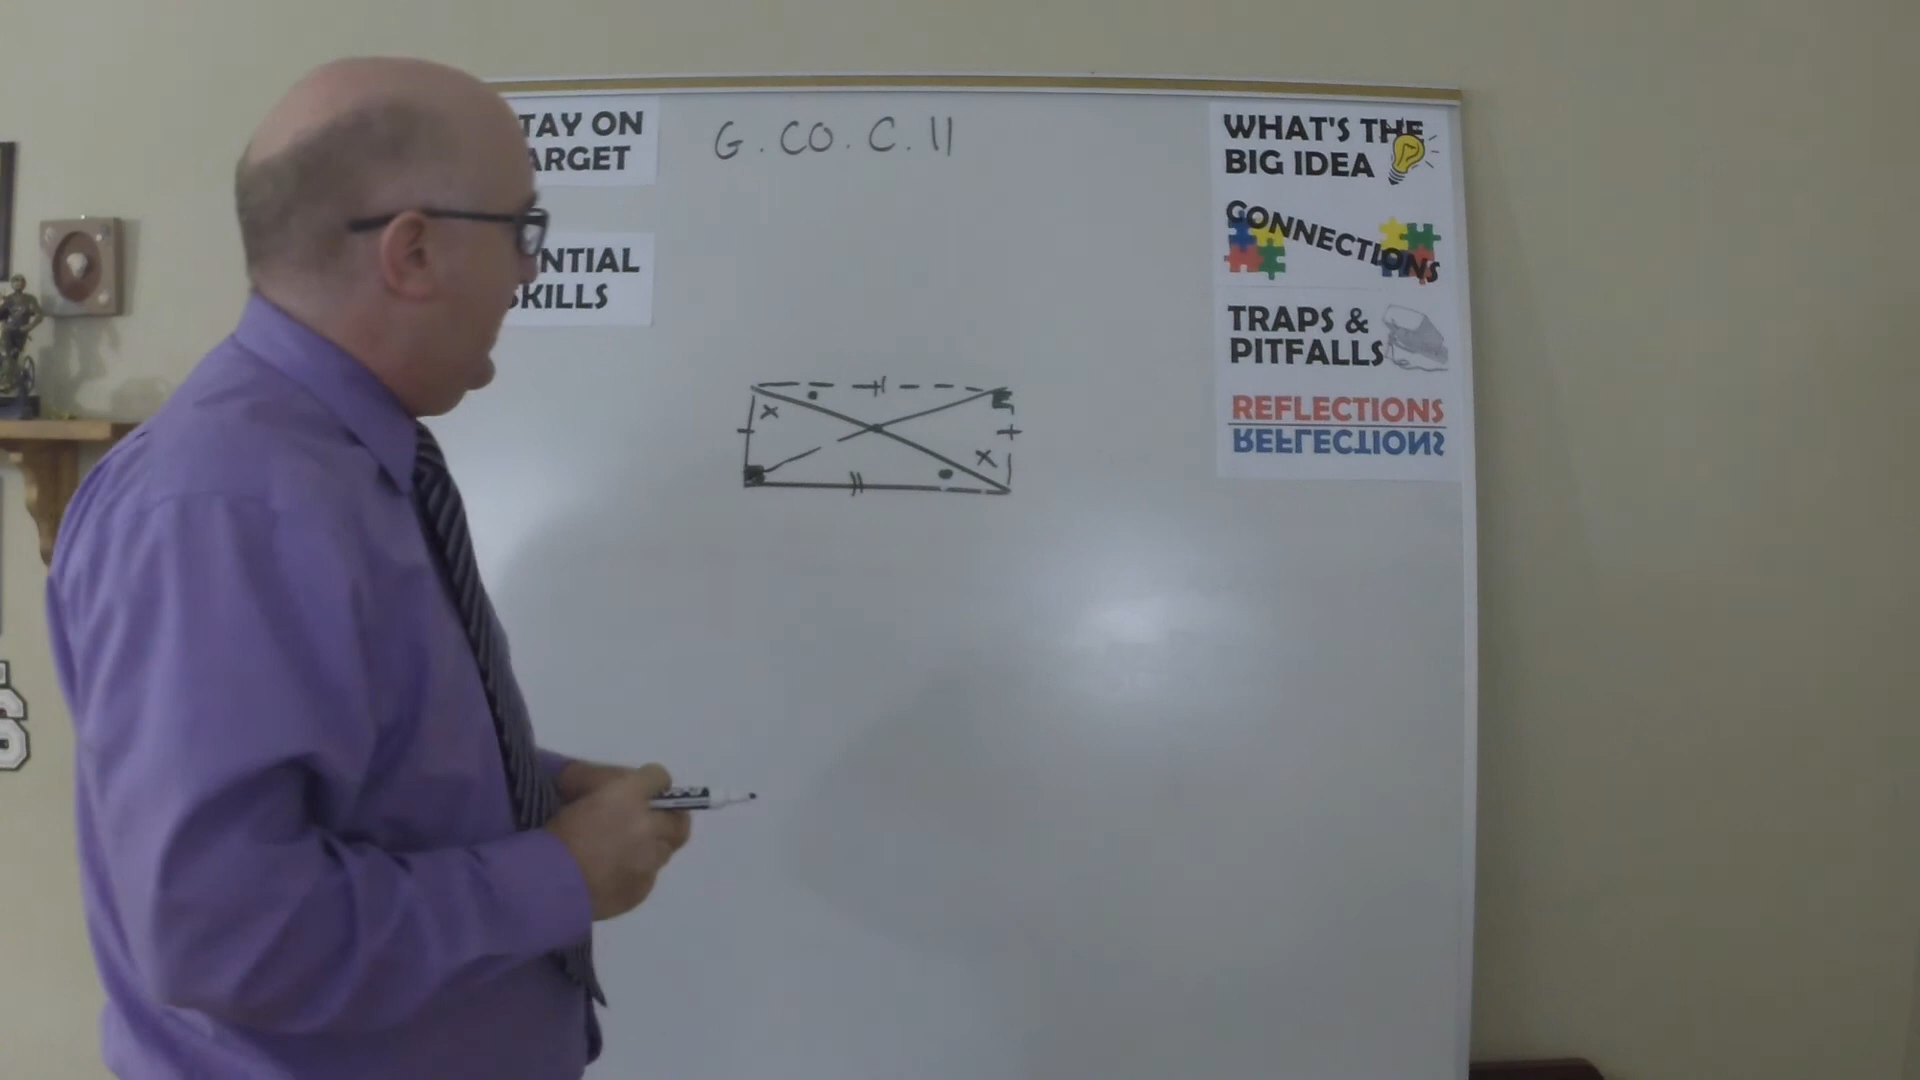 TAY ON
ARGET
G.CO.C.11
NTIAL
SKILLS
WHAT'S THE
BIG IDEA
CONNECTIONS
TRAPS &
PITFALLS
REFLECTIONS
REFLECTIONS
x
x